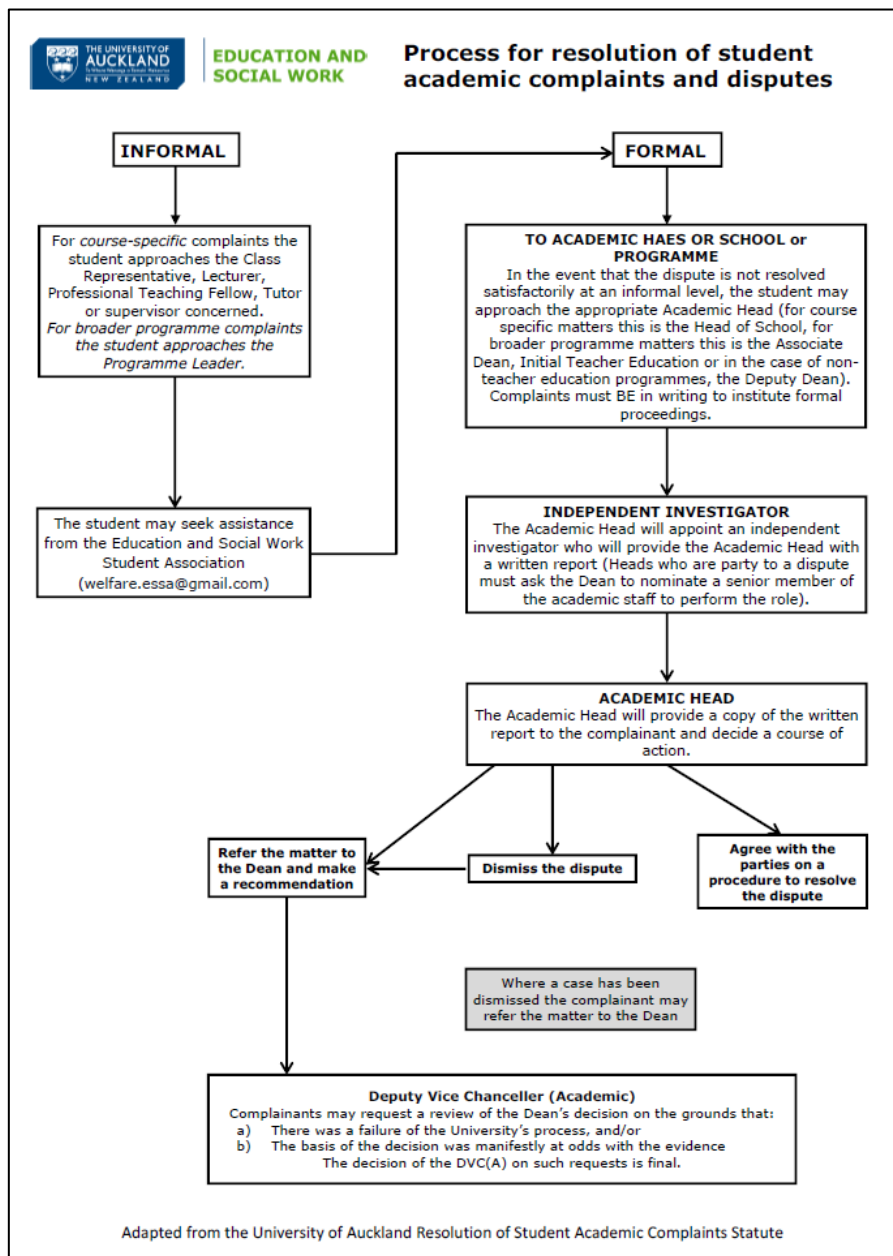 THE UNIVERSITY OF
AUCKLAND
Te Whare Wānanga o Tāmaki Makaurau
NEW ZEALAND
EDUCATION AND
SOCIAL WORK
Process for resolution of student
academic complaints and disputes
INFORMAL
For course-specific complaints the
student approaches the Class
Representative, Lecturer,
Professional Teaching Fellow, Tutor
or supervisor concerned.
For broader programme complaints
the student approaches the
Programme Leader.
The student may seek assistance
from the Education and Social Work
Student Association
(welfare.essa@gmail.com)
FORMAL
TO ACADEMIC HAES OR SCHOOL or
PROGRAMME
In the event that the dispute is not resolved
satisfactorily at an informal level, the student may
approach the appropriate Academic Head (for course
specific matters this is the Head of School, for
broader programme matters this is the Associate
Dean, Initial Teacher Education or in the case of non-
teacher education programmes, the Deputy Dean).
Complaints must BE in writing to institute formal
proceedings.
INDEPENDENT INVESTIGATOR
The Academic Head will appoint an independent
investigator who will provide the Academic Head with
a written report (Heads who are party to a dispute
must ask the Dean to nominate a senior member of
the academic staff to perform the role).
ACADEMIC HEAD
The Academic Head will provide a copy of the written
report to the complainant and decide a course of
action.
Refer the matter to
the Dean and make
a recommendation
Dismiss the dispute
Agree with the
parties on a
procedure to resolve
the dispute
Where a case has been
dismissed the complainant may
refer the matter to the Dean
Deputy Vice Chanceller (Academic)
Complainants may request a review of the Dean's decision on the grounds that:
a) There was a failure of the University's process, and/or
b) The basis of the decision was manifestly at odds with the evidence
The decision of the DVC(A) on such requests is final.
Adapted from the University of Auckland Resolution of Student Academic Complaints Statute